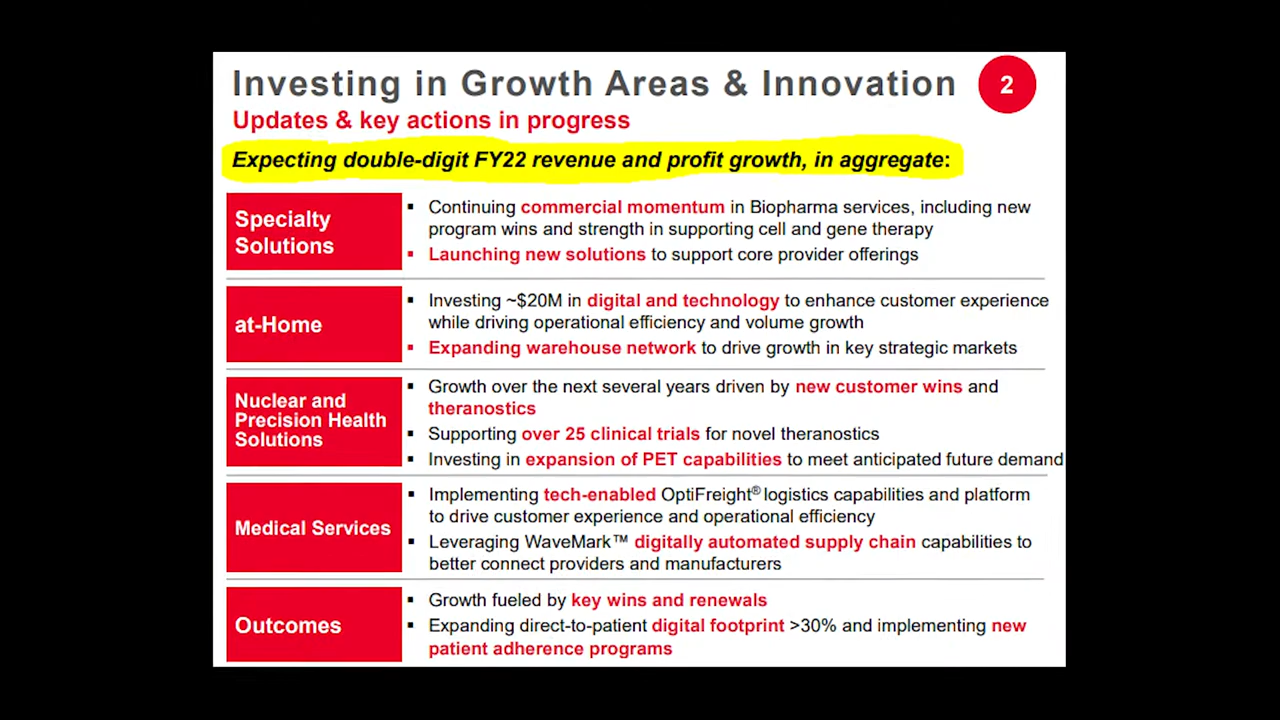 Investing in Growth Areas & Innovation
2
Updates & key actions in progress
Expecting double-digit FY22 revenue and profit growth, in aggregate:
Specialty
Solutions
▪ Continuing commercial momentum in Biopharma services, including new
program wins and strength in supporting cell and gene therapy
▪ Launching new solutions to support core provider offerings
at-Home
▪ Investing ~$20M in digital and technology to enhance customer experience
while driving operational efficiency and volume growth
▪ Expanding warehouse network to drive growth in key strategic markets
Nuclear and
Precision Health
Solutions
▪ Growth over the next several years driven by new customer wins and
theranostics
▪ Supporting over 25 clinical trials for novel theranostics
▪ Investing in expansion of PET capabilities to meet anticipated future demand
Medical Services
▪ Implementing tech-enabled OptiFreight® logistics capabilities and platform
to drive customer experience and operational efficiency
▪ Leveraging WaveMark™ digitally automated supply chain capabilities to
better connect providers and manufacturers
Outcomes
▪ Growth fueled by key wins and renewals
▪ Expanding direct-to-patient digital footprint >30% and implementing new
patient adherence programs